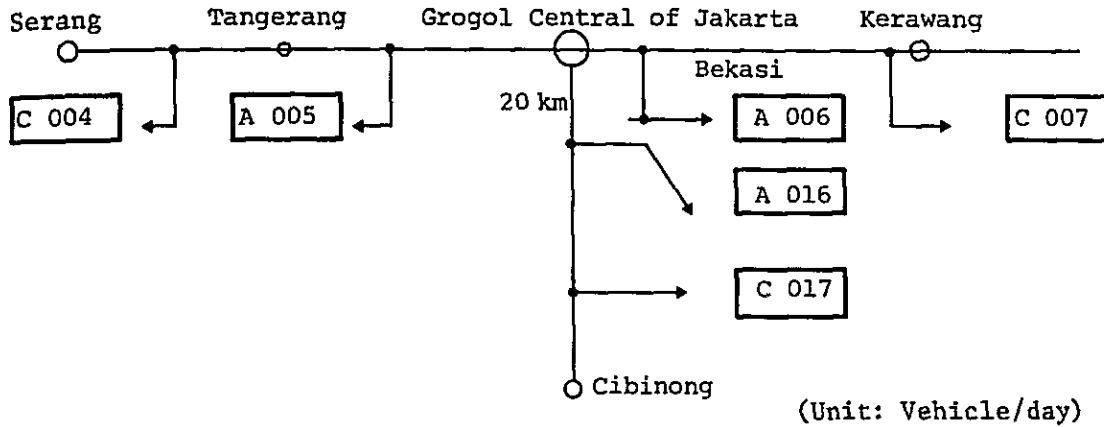 Serang
Tangerang
Grogol Central of Jakarta
Kerawang
Bekasi
20 km
C 004
A 005
A 006
C 007
A 016
C 017
Cibinong
(Unit: Vehicle/day)